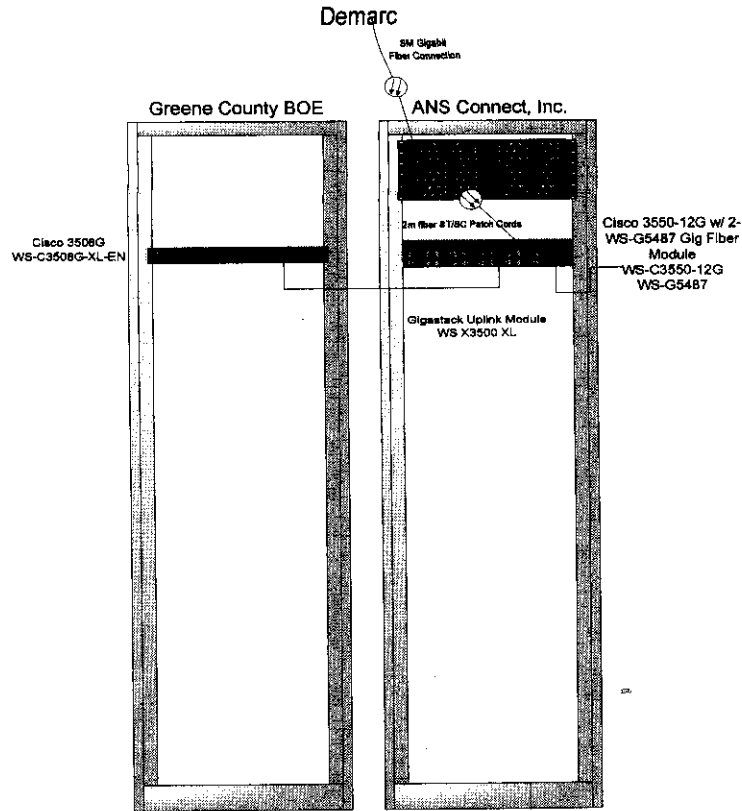 Demarc
SM Gigabit
Fiber Connection
Greene County BOE
ANS Connect, Inc.
2m fiber ST/SC Patch Cords
Cisco 3508G
WS-C3508G-XL-EN
Cisco 3550-12G w/ 2-
WS-G5487 Gig Fiber
Module
WS-C3550-12G
WS-G5487
Gigastack Uplink Module
WS X3500 XL